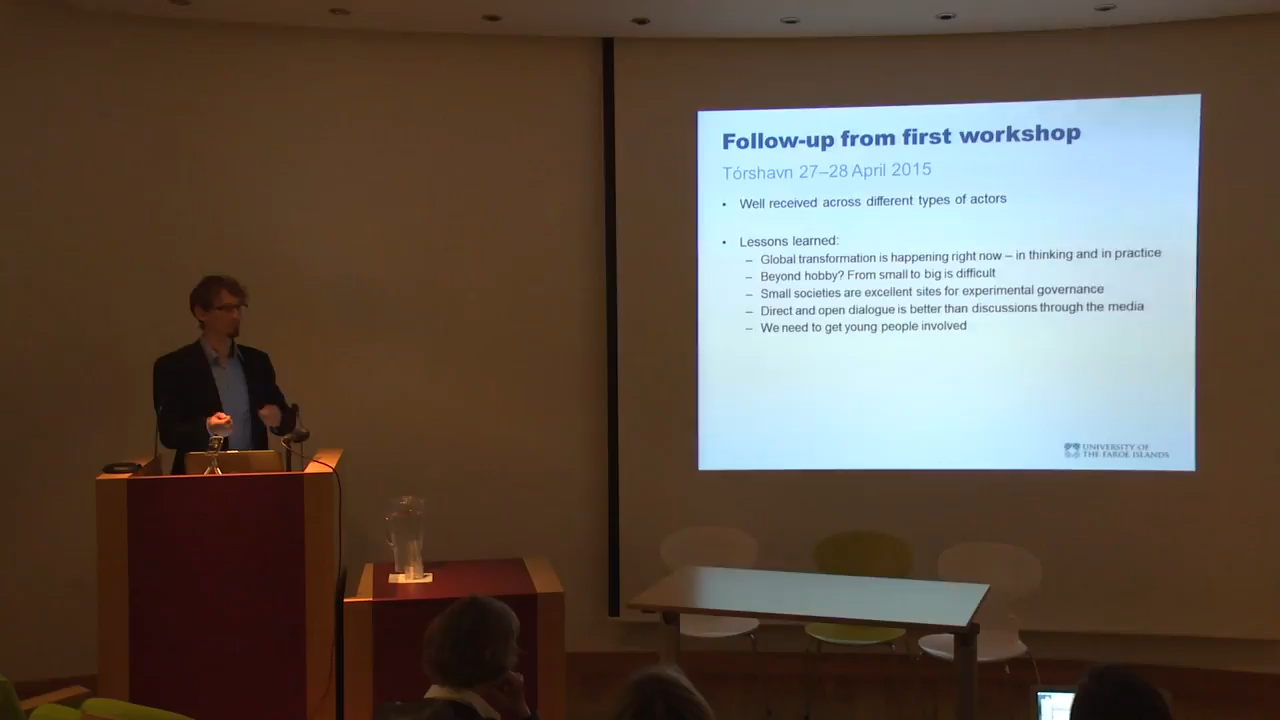 Follow-up from first workshop
Tórshavn 27–28 April 2015
• Well received across different types of actors
• Lessons learned:
– Global transformation is happening right now – in thinking and in practice
– Beyond hobby? From small to big is difficult
– Small societies are excellent sites for experimental governance
– Direct and open dialogue is better than discussions through the media
– We need to get young people involved
UNIVERSITY OF
THE FAROE ISLANDS